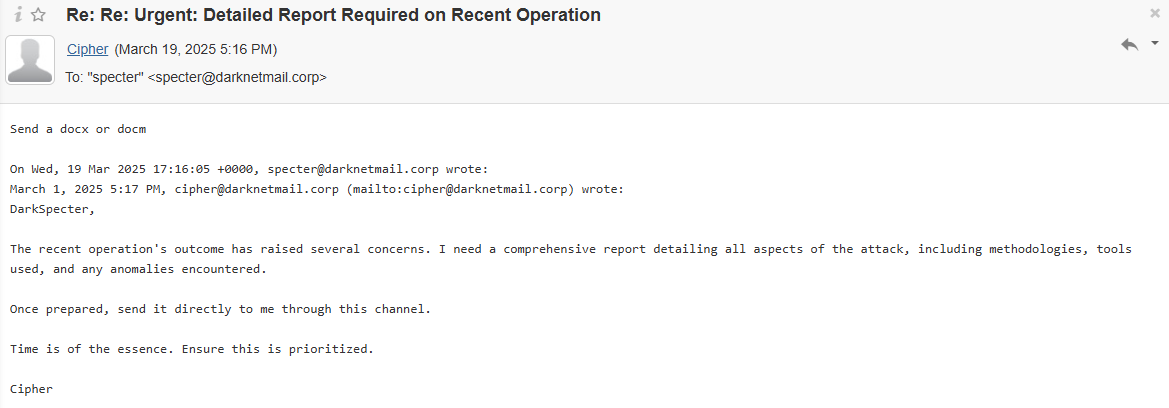 Re: Re: Urgent: Detailed Report Required on Recent Operation
Cipher (March 19, 2025 5:16 PM)
To: "specter" <specter@darknetmail.corp>
Send a docx or docm
On Wed, 19 Mar 2025 17:16:05 +0000, specter@darknetmail.corp wrote:
March 1, 2025 5:17 PM, cipher@darknetmail.corp (mailto:cipher@darknetmail.corp) wrote:
DarkSpecter,
The recent operation's outcome has raised several concerns. I need a comprehensive report detailing all aspects of the attack, including methodologies, tools
used, and any anomalies encountered.
Once prepared, send it directly to me through this channel.
Time is of the essence. Ensure this is prioritized.
Cipher